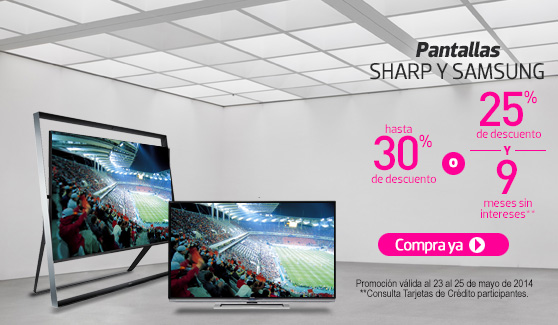 Pantallas
SHARP Y SAMSUNG
hasta
30%
de descuento
o
25%
de descuento
Y
9
meses sin
intereses**
Compra ya
Promoción válida al 23 al 25 de mayo de 2014
**Consulta Tarjetas de Crédito participantes.